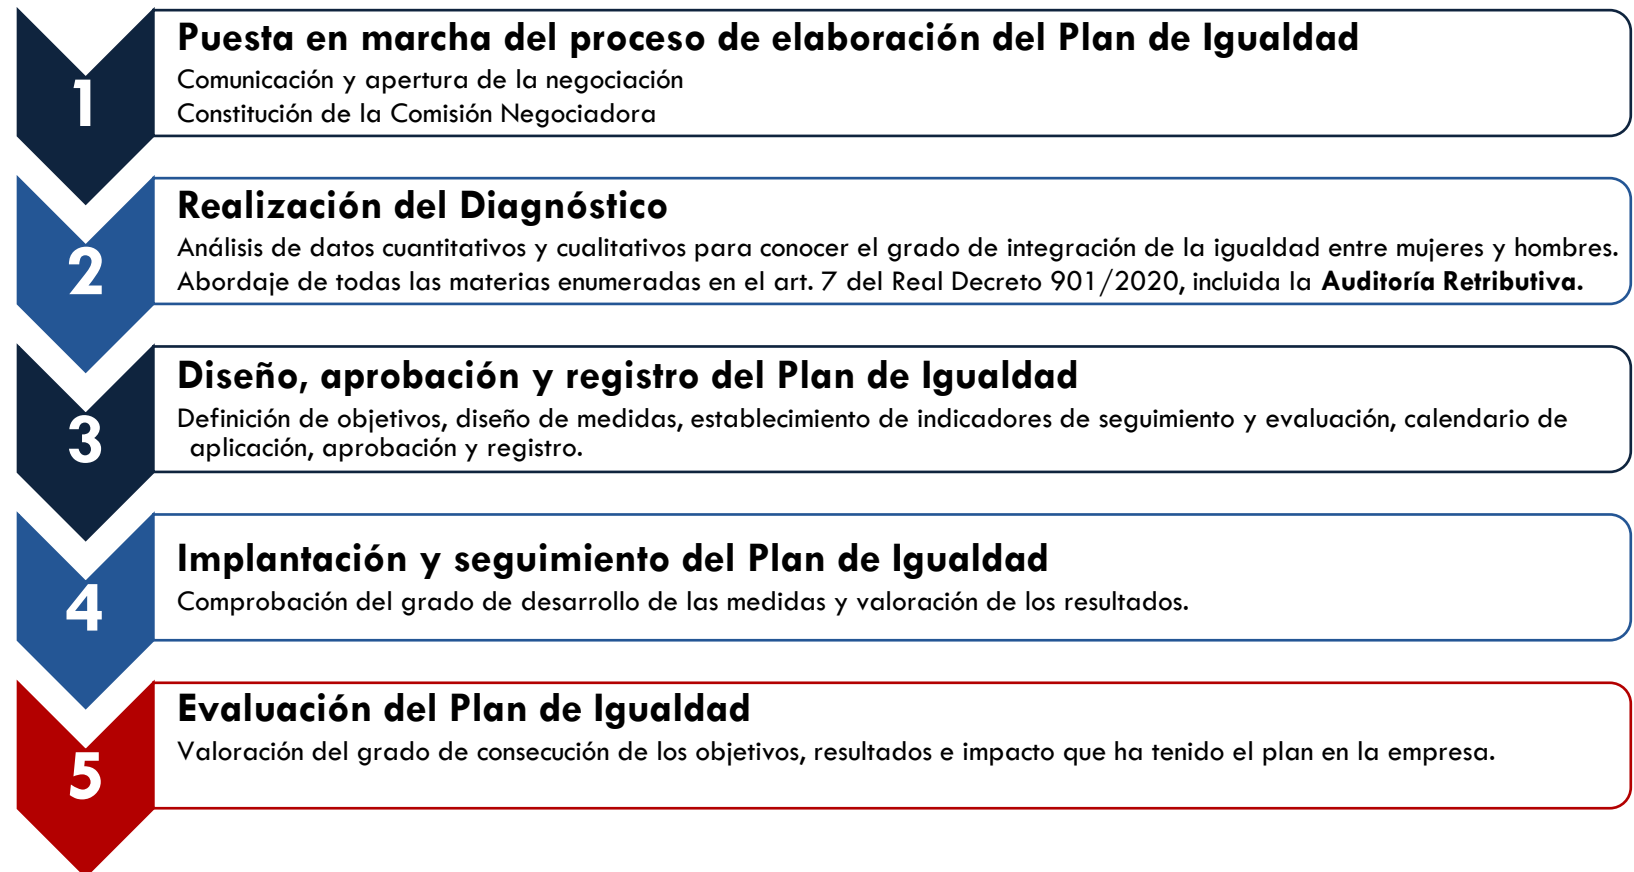 1
Puesta en marcha del proceso de elaboración del Plan de Igualdad
Comunicación y apertura de la negociación
Constitución de la Comisión Negociadora
2
Realización del Diagnóstico
Análisis de datos cuantitativos y cualitativos para conocer el grado de integración de la igualdad entre mujeres y hombres.
Abordaje de todas las materias enumeradas en el art. 7 del Real Decreto 901/2020, incluida la Auditoría Retributiva.
3
Diseño, aprobación y registro del Plan de Igualdad
Definición de objetivos, diseño de medidas, establecimiento de indicadores de seguimiento y evaluación, calendario de
aplicación, aprobación y registro.
4
Implantación y seguimiento del Plan de Igualdad
Comprobación del grado de desarrollo de las medidas y valoración de los resultados.
5
Evaluación del Plan de Igualdad
Valoración del grado de consecución de los objetivos, resultados e impacto que ha tenido el plan en la empresa.